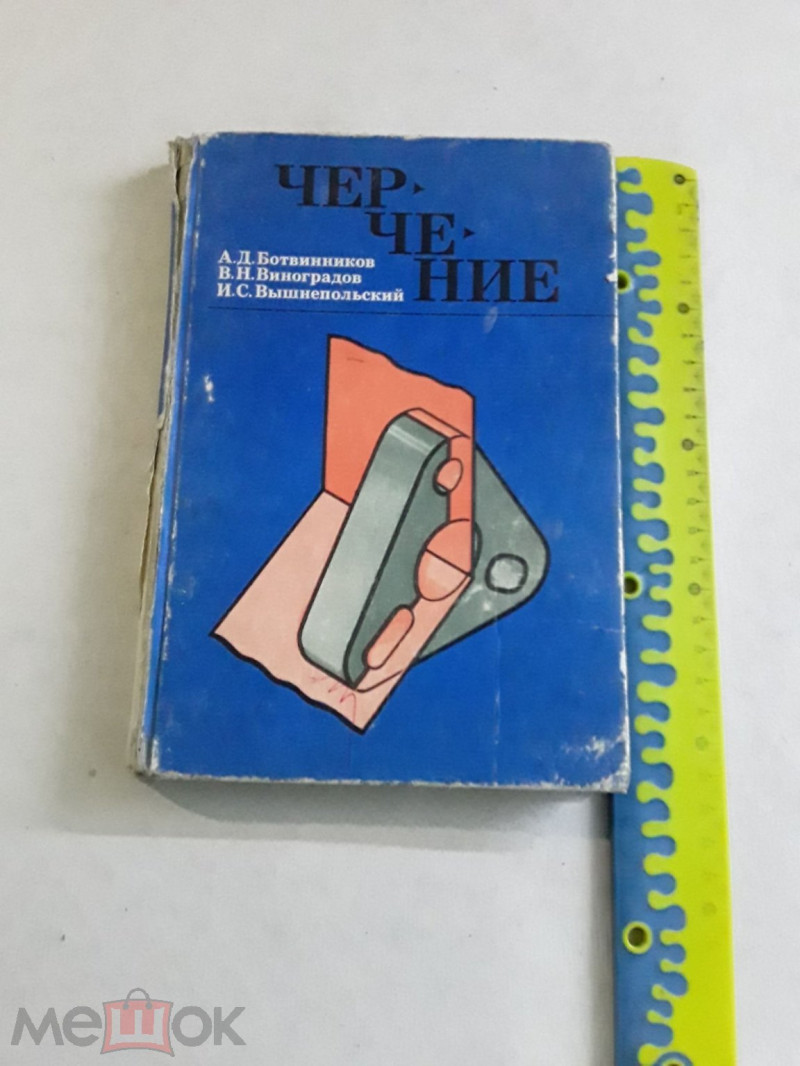 ЧЕР-
ЧЕ-
НИЕ
А.Д.Ботвинников
В.Н.Виноградов
И.С.Вышнепольский
мешок